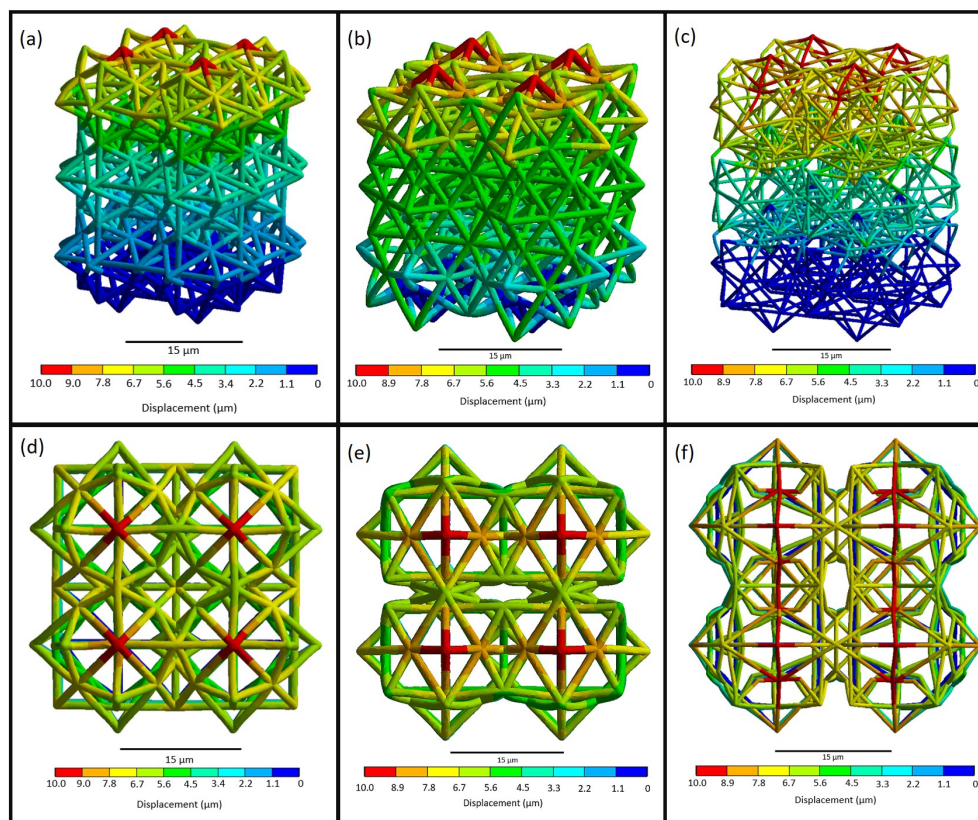 (a)
15 µm
10.0 9.0 7.8 6.7 5.6 4.5 3.4 2.2 1.1 0
Displacement (µm)
(b)
15 µm
10.0 8.9 7.8 6.7 5.6 4.5 3.3 2.2 1.1 0
Displacement (µm)
(c)
15 µm
10.0 8.9 7.8 6.7 5.6 4.5 3.3 2.2 1.1 0
Displacement (µm)
(d)
15 µm
10.0 9.0 7.8 6.7 5.6 4.5 3.4 2.2 1.1 0
Displacement (µm)
(e)
15 µm
10.0 8.9 7.8 6.7 5.6 4.5 3.3 2.2 1.1 0
Displacement (µm)
(f)
15 µm
10.0 8.9 7.8 6.7 5.6 4.5 3.3 2.2 1.1 0
Displacement (µm)